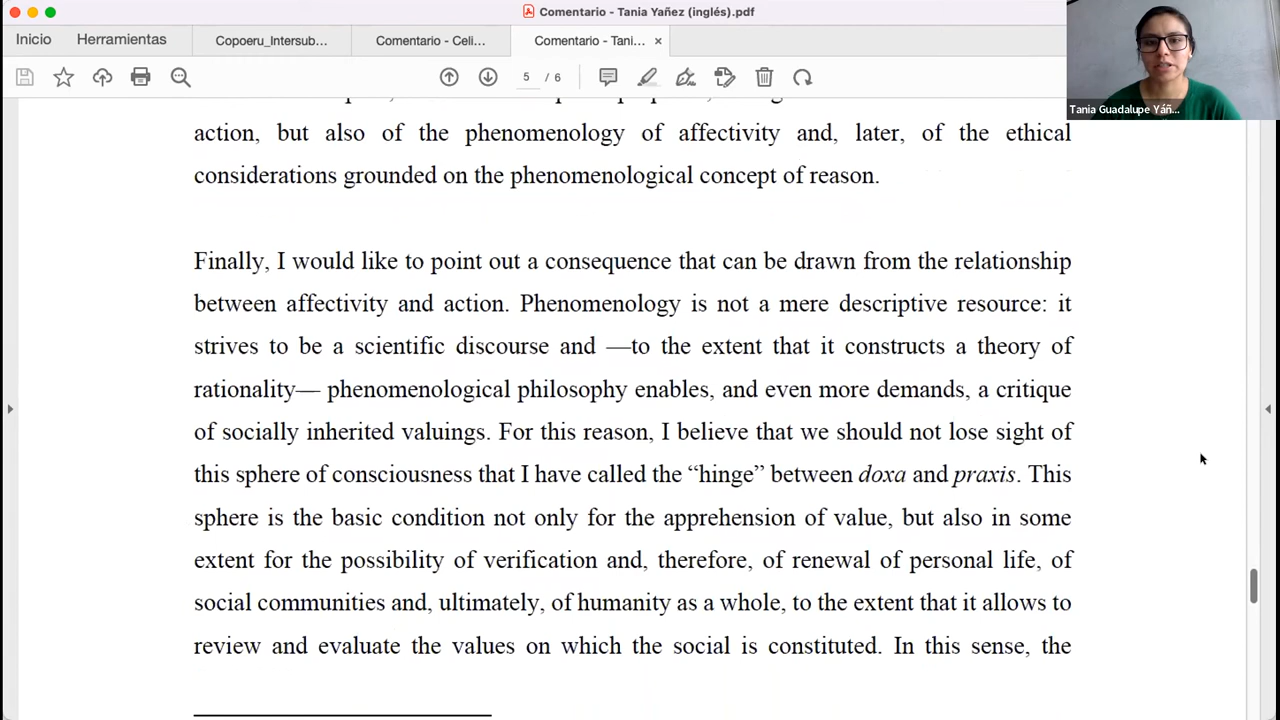 Comentario - Tania Yañez (inglés).pdf
Inicio Herramientas Copoeru_Intersub... Comentario - Celi... Comentario - Tani... ×
5 / 6
Tania Guadalupe Yáñ...
action, but also of the phenomenology of affectivity and, later, of the ethical
considerations grounded on the phenomenological concept of reason.
Finally, I would like to point out a consequence that can be drawn from the relationship
between affectivity and action. Phenomenology is not a mere descriptive resource: it
strives to be a scientific discourse and —to the extent that it constructs a theory of
rationality— phenomenological philosophy enables, and even more demands, a critique
of socially inherited valuings. For this reason, I believe that we should not lose sight of
this sphere of consciousness that I have called the “hinge” between doxa and praxis. This
sphere is the basic condition not only for the apprehension of value, but also in some
extent for the possibility of verification and, therefore, of renewal of personal life, of
social communities and, ultimately, of humanity as a whole, to the extent that it allows to
review and evaluate the values on which the social is constituted. In this sense, the